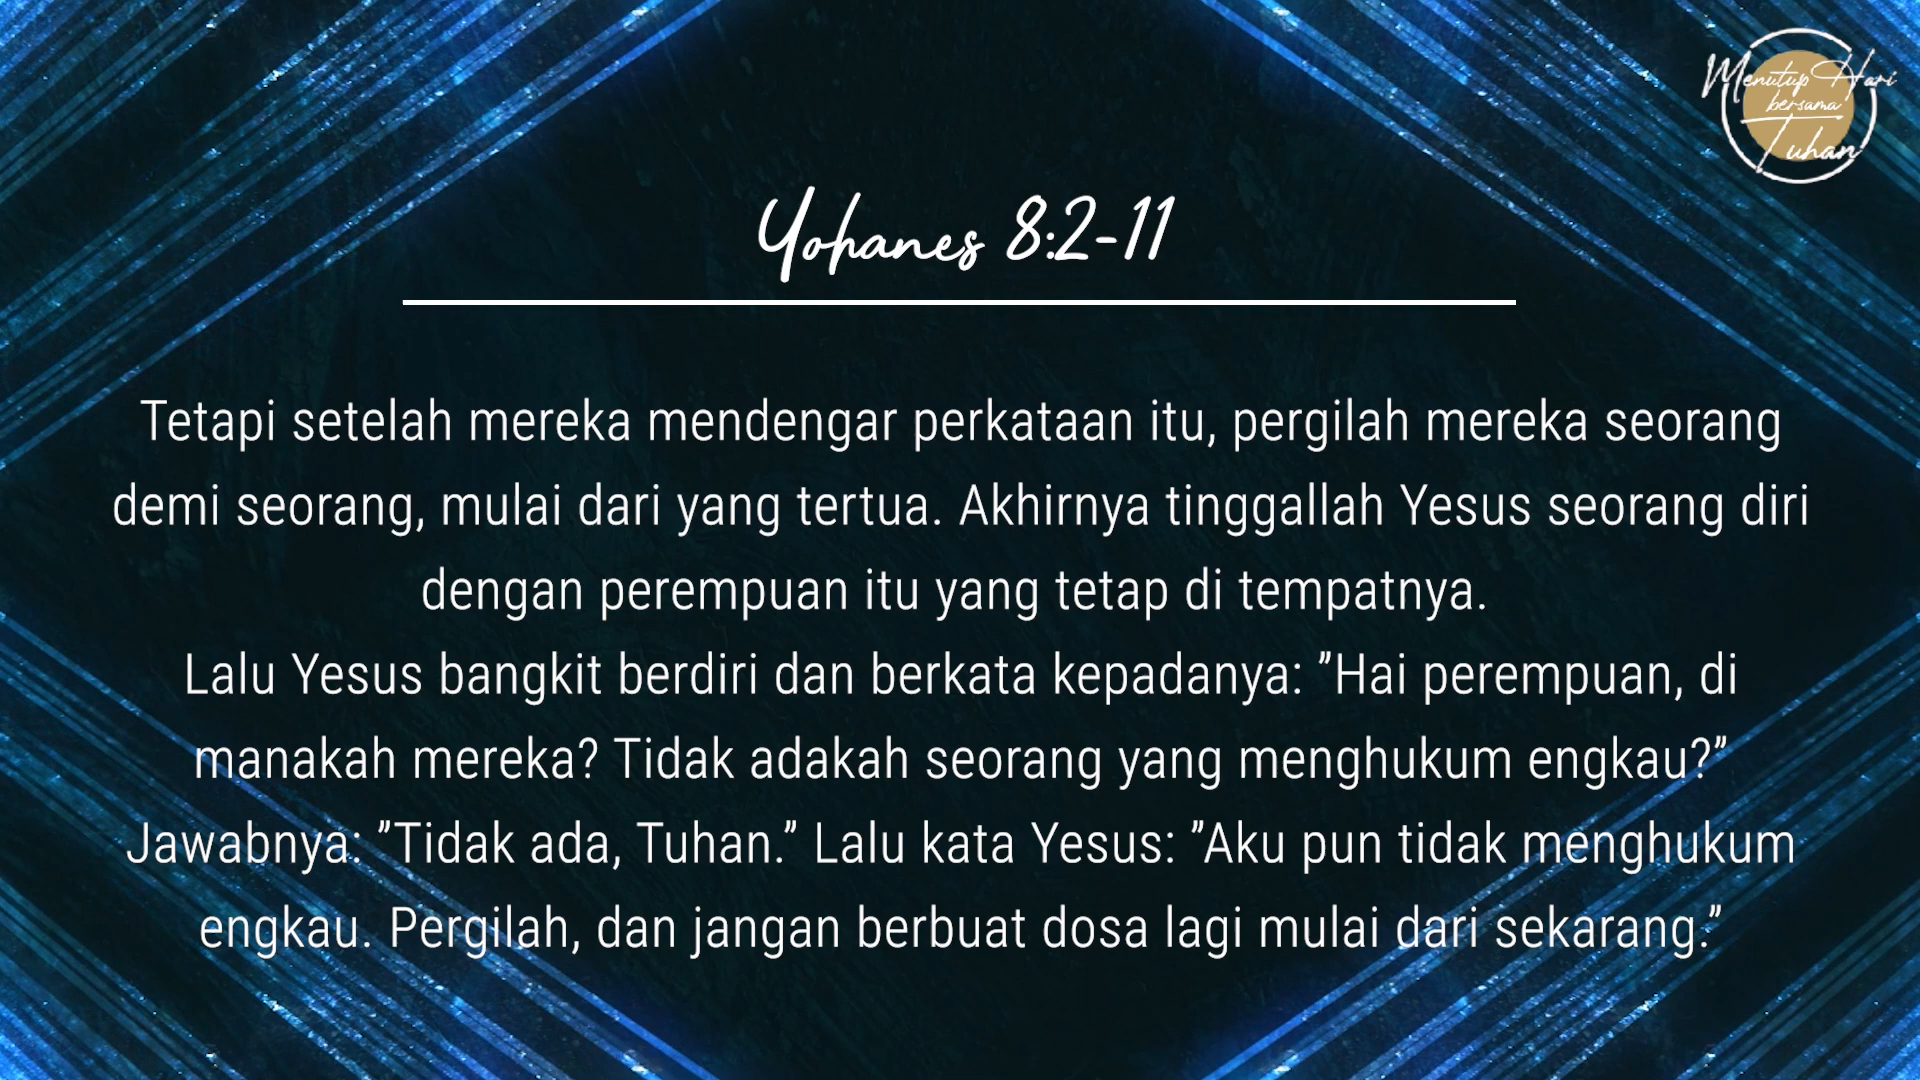 Menutup Hari
bersama
Tuhan
Yohanes 8:2-11
Tetapi setelah mereka mendengar perkataan itu, pergilah mereka seorang
demi seorang, mulai dari yang tertua. Akhirnya tinggallah Yesus seorang diri
dengan perempuan itu yang tetap di tempatnya.
Lalu Yesus bangkit berdiri dan berkata kepadanya: ”Hai perempuan, di
manakah mereka? Tidak adakah seorang yang menghukum engkau?”
Jawabnya: ”Tidak ada, Tuhan.” Lalu kata Yesus: ”Aku pun tidak menghukum
engkau. Pergilah, dan jangan berbuat dosa lagi mulai dari sekarang.”